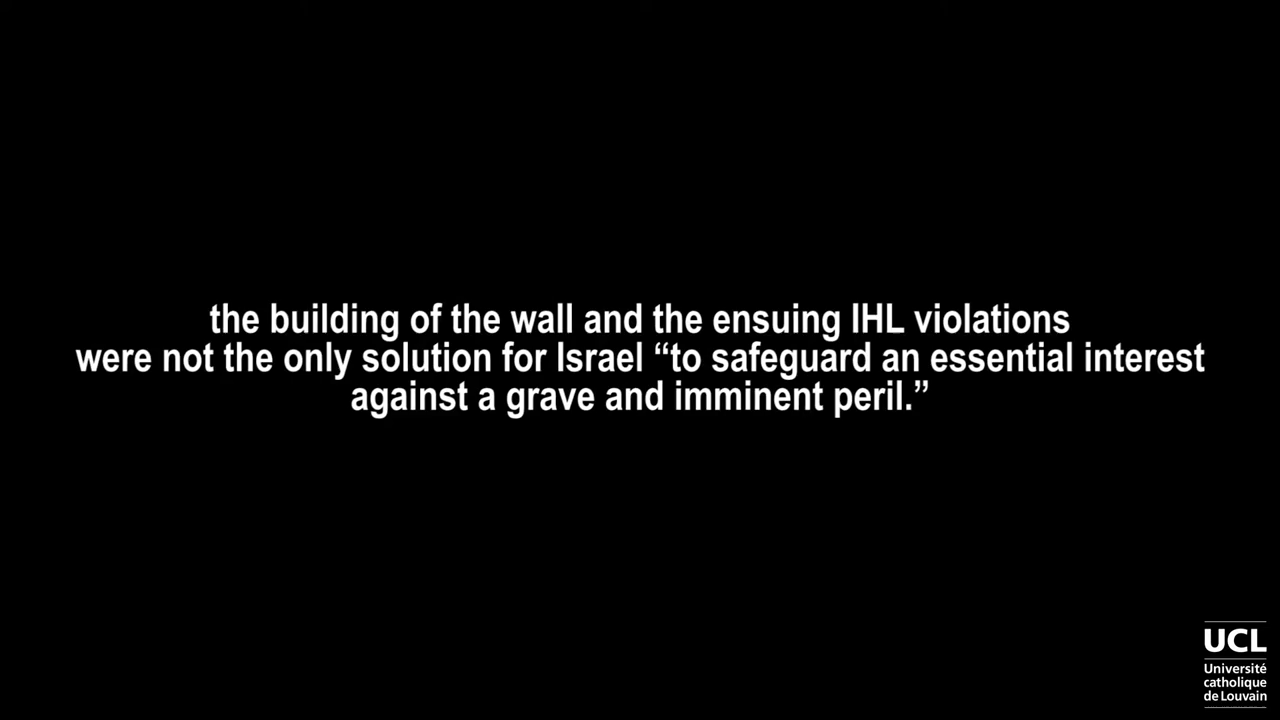 the building of the wall and the ensuing IHL violations
were not the only solution for Israel “to safeguard an essential interest
against a grave and imminent peril.”
UCL
Université
catholique
de Louvain